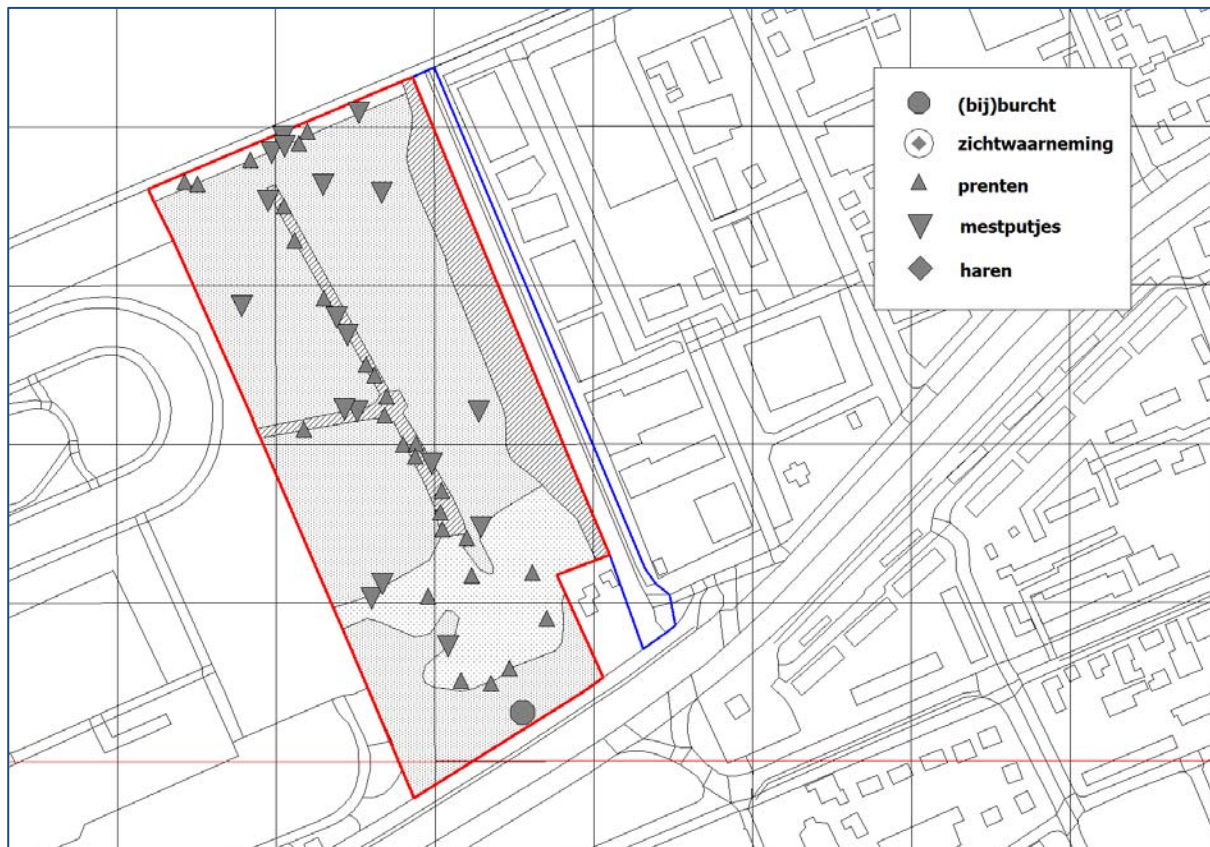 (bij)burcht
zichtwaarneming
prenten
mestputjes
haren